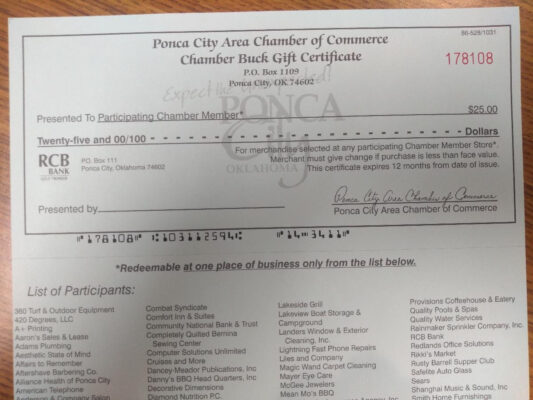 86-528/1031
Ponca City Area Chamber of Commerce
Chamber Buck Gift Certificate
178108
P.O. Box 1109
Ponca City, OK 74602
Expect the
PONCA
City
OKLAHOMA
Presented To Participating Chamber Member* $25.00
Twenty-five and 00/100 - - - - - - - - - - - - - - - - - - - - - - - - - - - - Dollars
RCB
BANK
P.O. Box 111
Ponca City, Oklahoma 74602
For merchandise selected at any participating Chamber Member Store*.
Merchant must give change if purchase is less than face value.
This certificate expires 12 months from date of issue.
Presented by
Ponca City Area Chamber of Commerce
Ponca City Area Chamber of Commerce
⑈178108⑈ ⑆103112594⑆ ⑈14⑈3411⑈
*Redeemable at one place of business only from the list below.
List of Participants:
360 Turf & Outdoor Equipment
420 Degrees, LLC
A+ Printing
Aaron's Sales & Lease
Adams Plumbing
Aesthetic State of Mind
Affairs to Remember
Aftershave Barbering Co.
Alliance Health of Ponca City
American Telephone
Anderson & Company Salon
Combat Syndicate
Comfort Inn & Suites
Community National Bank & Trust
Completely Quilted Bernina
Sewing Center
Computer Solutions Unlimited
Cruises and More
Dancey-Meador Publications, Inc
Danny's BBQ Head Quarters, Inc
Decorative Dimensions
Diamond Nutrition P.C.
Lakeside Grill
Lakeview Boat Storage &
Campground
Landers Window & Exterior
Cleaning, Inc.
Lightning Fast Phone Repairs
Liles and Company
Magic Wand Carpet Cleaning
Mayer Eye Care
McGee Jewelers
Mean Mo's BBQ
Provisions Coffeehouse & Eatery
Quality Pools & Spas
Quality Water Services
Rainmaker Sprinkler Company, Inc.
RCB Bank
Redlands Office Solutions
Rikki's Market
Rusty Barrell Supper Club
Safelite Auto Glass
Sears
Shanghai Music & Sound, Inc
Smith Home Furnishings